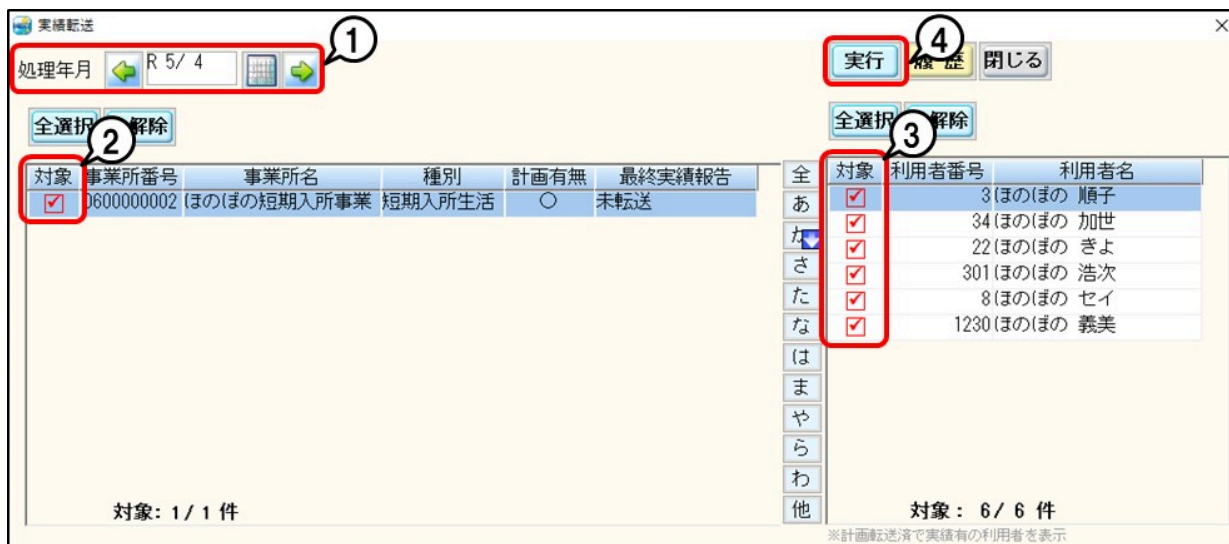 実績転送
①
④
処理年月 R 5/ 4
実行 履 歴 閉じる
全選択 解除
②
全選択 解除
③
対象 事業所番号 事業所名 種別 計画有無 最終実績報告
0600000002 ほのぼの短期入所事業 短期入所生活 ○ 未転送
対象: 1/ 1 件
全
あ
か
さ
た
な
は
ま
や
ら
わ
他
対象 利用者番号 利用者名
3 ほのぼの 順子
34 ほのぼの 加世
22 ほのぼの きよ
301 ほのぼの 浩次
8 ほのぼの セイ
1230 ほのぼの 義美
対象: 6/ 6 件
※計画転送済で実績有の利用者を表示